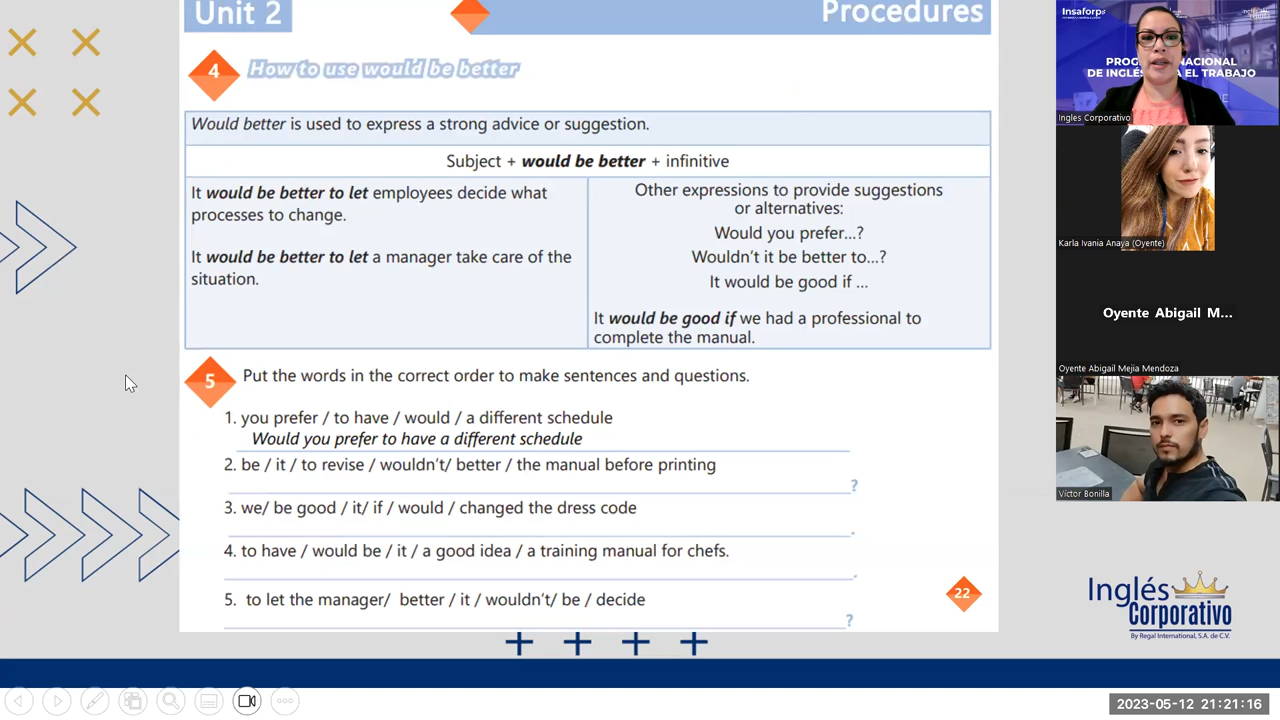 Unit 2
Procedures
4
How to use would be better
Would better is used to express a strong advice or suggestion.
Subject + would be better + infinitive
It would be better to let employees decide what
processes to change.
It would be better to let a manager take care of the
situation.
Other expressions to provide suggestions
or alternatives:
Would you prefer...?
Wouldn't it be better to...?
It would be good if ...
It would be good if we had a professional to
complete the manual.
5
Put the words in the correct order to make sentences and questions.
1. you prefer / to have / would / a different schedule
Would you prefer to have a different schedule
2. be / it / to revise / wouldn't/ better / the manual before printing
?
3. we/ be good / it/ if / would / changed the dress code
.
4. to have / would be / it / a good idea / a training manual for chefs.
.
5. to let the manager/ better / it / wouldn't/ be / decide
?
22
Insaforp
DE INGLÉS
EL TRABAJO
Ingles Corporativo
Karla Ivania Anaya (Oyente)
Oyente Abigail M...
Oyente Abigail Mejia Mendoza
Víctor Bonilla
Inglés
Corporativo
By Regal International, S.A. de C.V.
2023-05-12 21:21:16